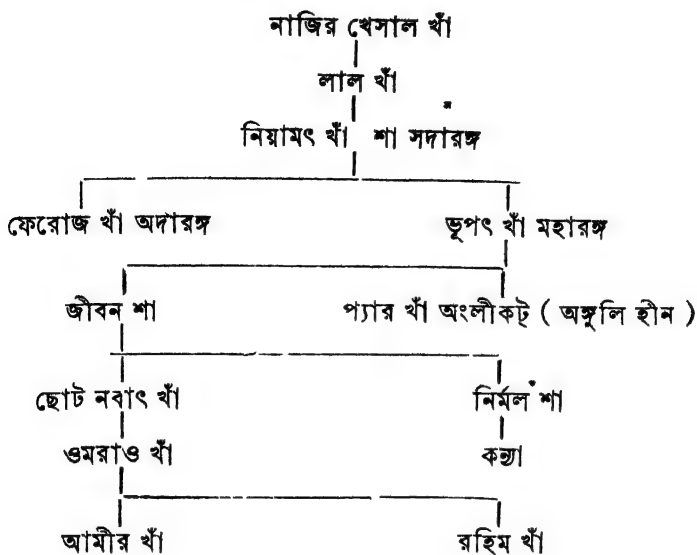 নাজির খেসাল খাঁ
লাল খাঁ
নিয়ামৎ খাঁ শা সদারঙ্গ
ফেরোজ খাঁ অদারঙ্গ ভূপৎ খাঁ মহারঙ্গ
জীবন শা প্যার খাঁ অংলীকট্ ( অঙ্গুলি হীন )
ছোট নবাৎ খাঁ নির্মল শা
ওমরাও খাঁ কন্যা
আমীর খাঁ রহিম খাঁ